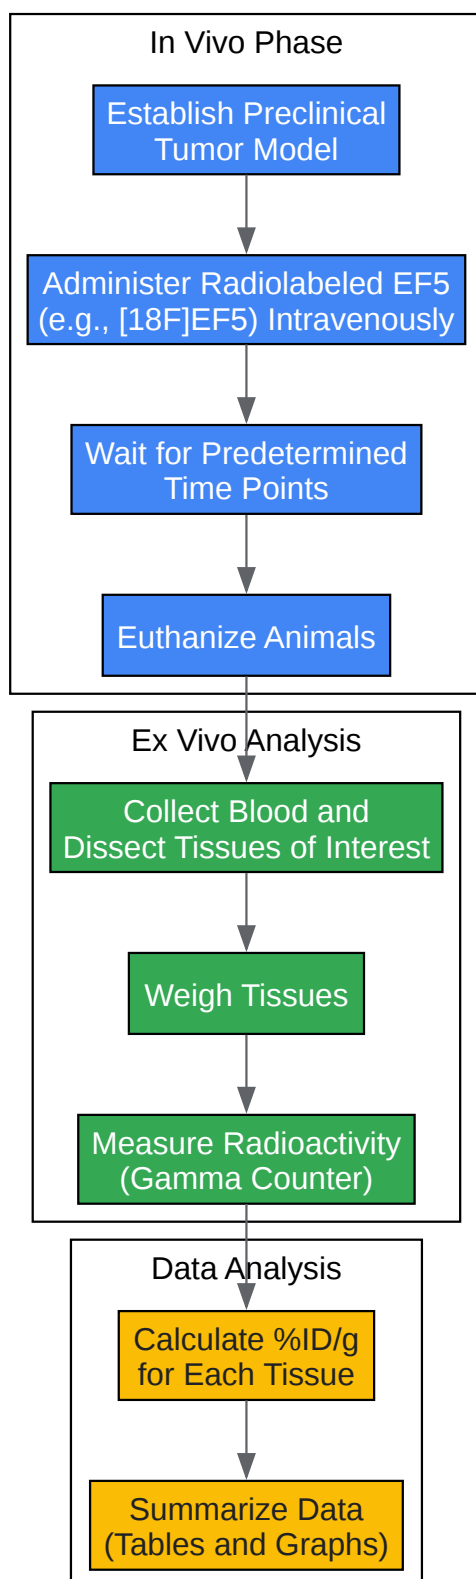 In Vivo Phase
Establish Preclinical
Tumor Model
Administer Radiolabeled EF5
(e.g., [18F]EF5) Intravenously
Wait for Predetermined
Time Points
Euthanize Animals
Ex Vivo Analysis
Collect Blood and
Dissect Tissues of Interest
Weigh Tissues
Measure Radioactivity
(Gamma Counter)
Data Analysis
Calculate %ID/g
for Each Tissue
Summarize Data
(Tables and Graphs)